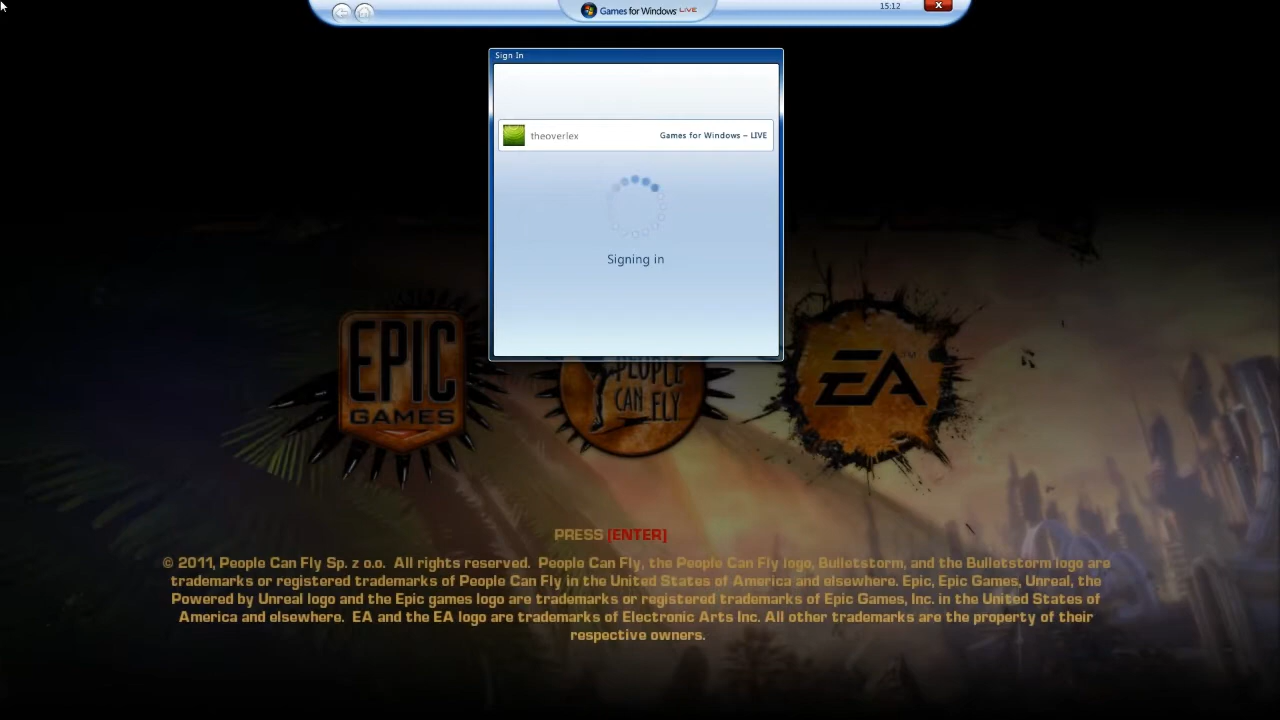 Games for Windows LIVE
15:12
X
Sign In
theoverlex
Games for Windows – LIVE
Signing in
EPIC
GAMES
PEOPLE
CAN FLY
EA
TM
PRESS [ENTER]
© 2011, People Can Fly Sp. z o.o.  All rights reserved.  People Can Fly, the People Can Fly logo, Bulletstorm, and the Bulletstorm logo are
trademarks or registered trademarks of People Can Fly in the United States of America and elsewhere. Epic, Epic Games, Unreal, the
Powered by Unreal logo and the Epic games logo are trademarks or registered trademarks of Epic Games, Inc. in the United States of
America and elsewhere.  EA and the EA logo are trademarks of Electronic Arts Inc. All other trademarks are the property of their
respective owners.